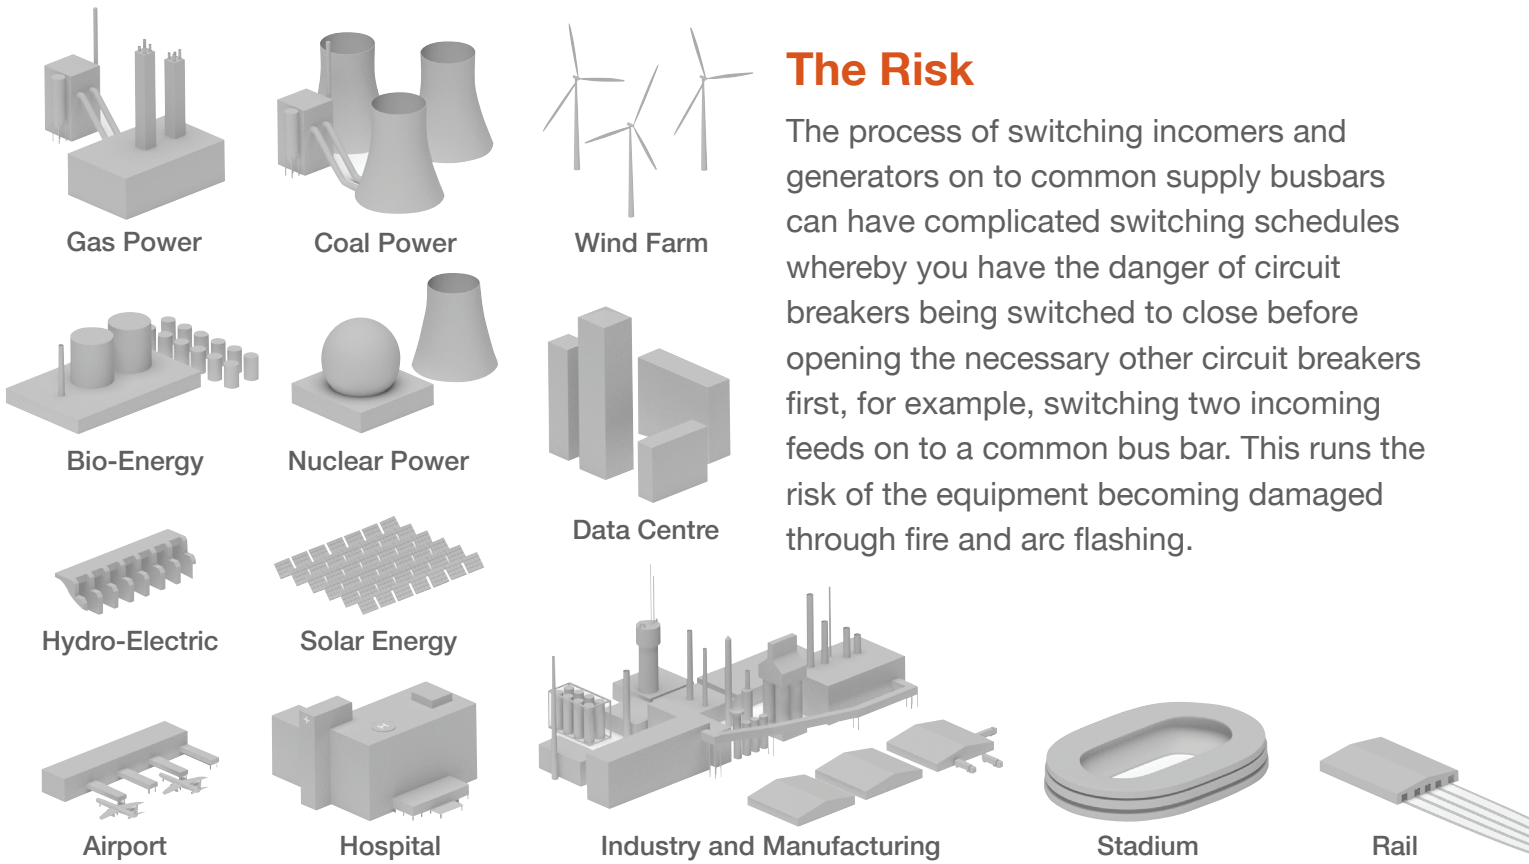 The Risk
The process of switching incomers and
generators on to common supply busbars
can have complicated switching schedules
whereby you have the danger of circuit
breakers being switched to close before
opening the necessary other circuit breakers
first, for example, switching two incoming
feeds on to a common bus bar. This runs the
risk of the equipment becoming damaged
through fire and arc flashing.
Gas Power
Coal Power
Wind Farm
Bio-Energy
Nuclear Power
Data Centre
Hydro-Electric
Solar Energy
Airport
Hospital
Industry and Manufacturing
Stadium
Rail